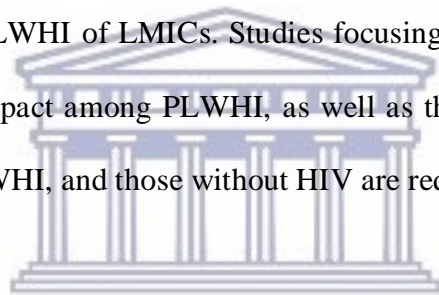 LWHI of LMICs. Studies focusing
pact among PLWHI, as well as th
WHI, and those without HIV are rec